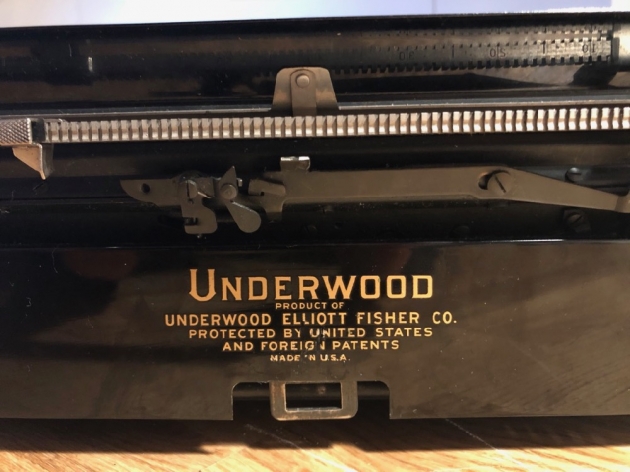 UNDERWOOD
PRODUCT OF
UNDERWOOD ELLIOTT FISHER CO.
PROTECTED BY UNITED STATES
AND FOREIGN PATENTS
MADE IN U.S.A.